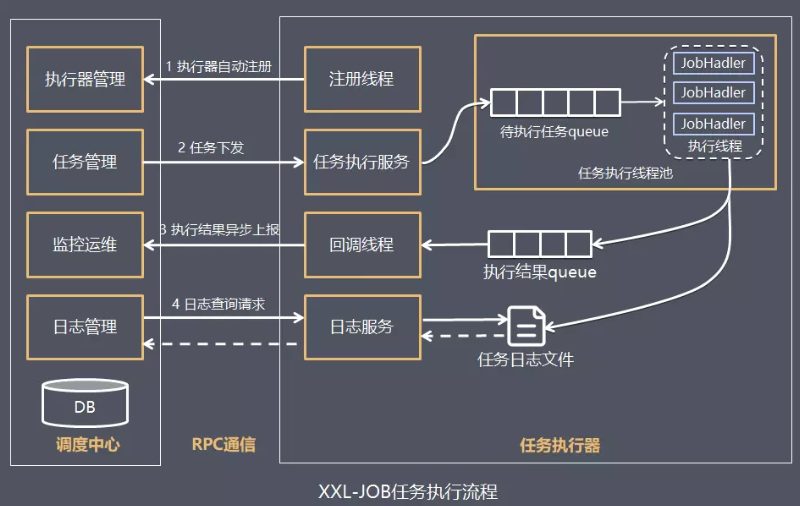 执行器管理
1 执行器自动注册
注册线程
JobHadler
JobHadler
JobHadler
执行线程
待执行任务queue
任务执行线程池
任务管理
2 任务下发
任务执行服务
监控运维
3 执行结果异步上报
回调线程
执行结果queue
日志管理
4 日志查询请求
日志服务
任务日志文件
DB
调度中心
RPC通信
任务执行器
XXL-JOB任务执行流程